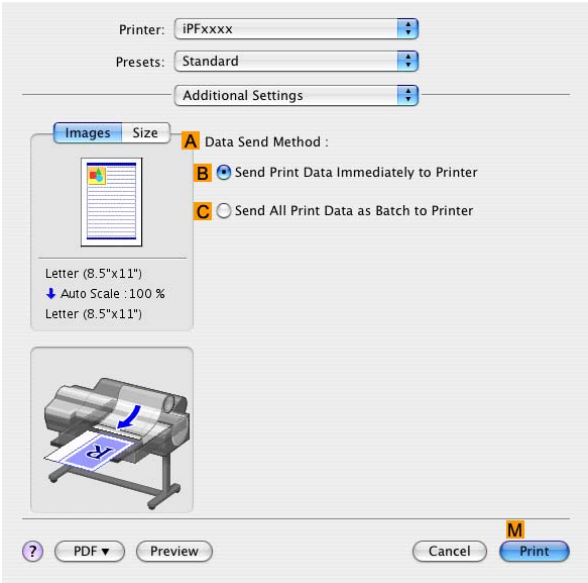 Printer: iPFxxxx
Presets: Standard
Additional Settings
Images Size
A Data Send Method :
B Send Print Data Immediately to Printer
C Send All Print Data as Batch to Printer
Letter (8.5"x11")
Auto Scale : 100 %
Letter (8.5"x11")
R
M
? PDF▼ Preview Cancel Print